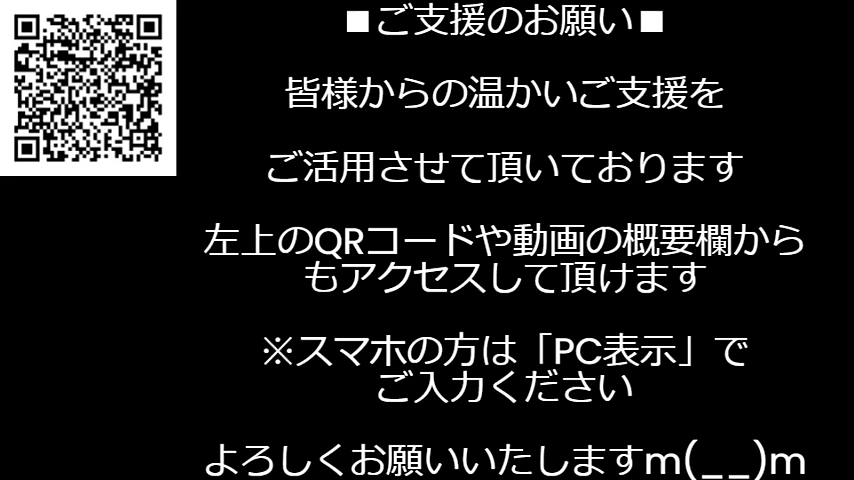 ■ご支援のお願い■
皆様からの温かいご支援を
ご活用させて頂いております
左上のQRコードや動画の概要欄から
もアクセスして頂けます
※スマホの方は「PC表示」で
ご入力ください
よろしくお願いいたしますm(__)m